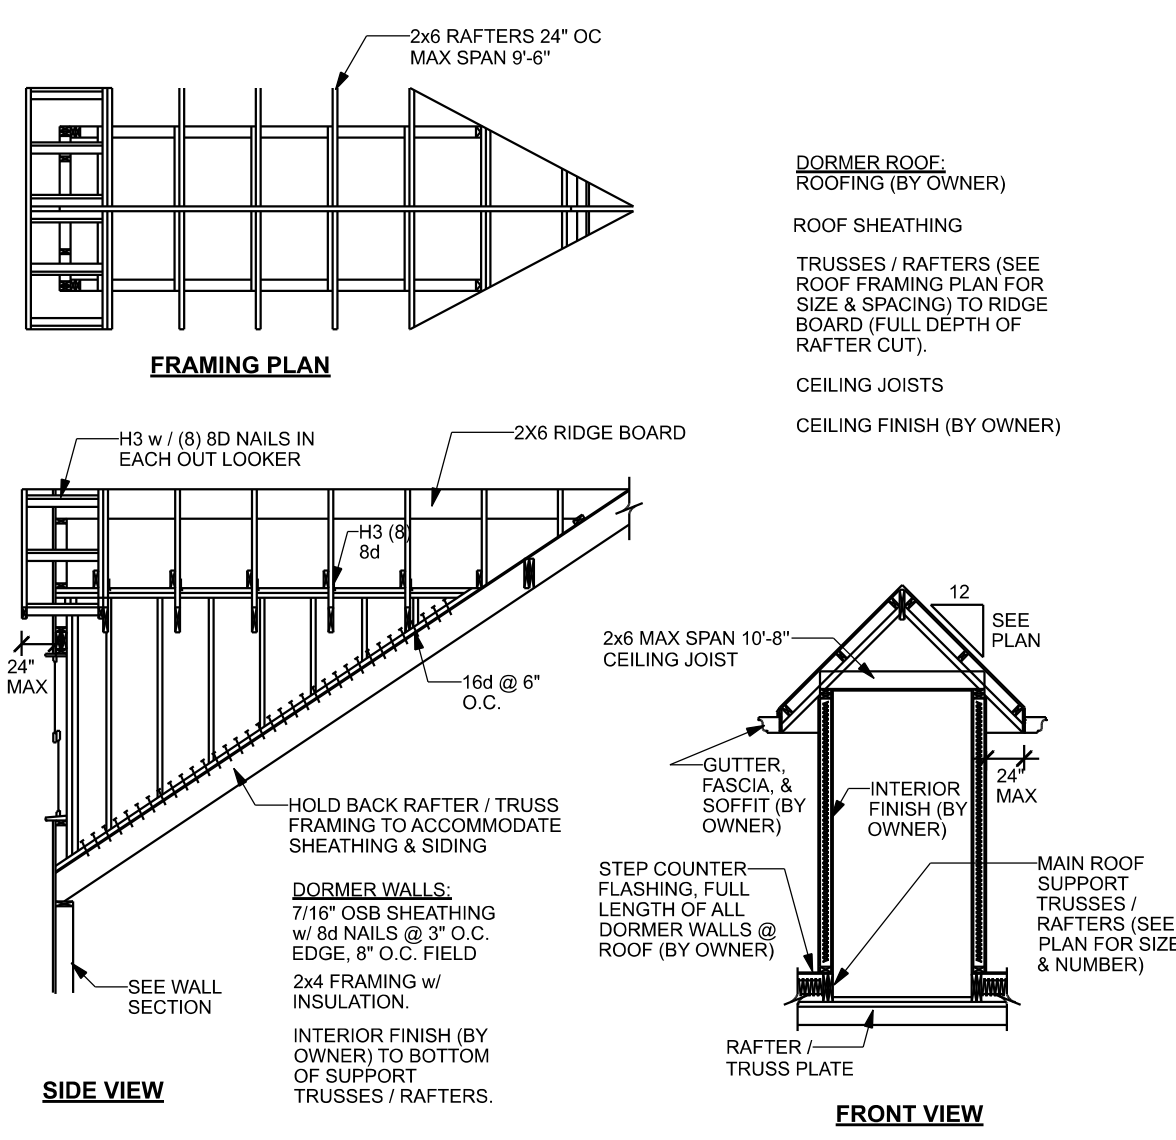 2x6 RAFTERS 24" OC
MAX SPAN 9'-6"
FRAMING PLAN
DORMER ROOF:
ROOFING (BY OWNER)
ROOF SHEATHING
TRUSSES / RAFTERS (SEE
ROOF FRAMING PLAN FOR
SIZE & SPACING) TO RIDGE
BOARD (FULL DEPTH OF
RAFTER CUT).
CEILING JOISTS
CEILING FINISH (BY OWNER)
H3 w / (8) 8D NAILS IN
EACH OUT LOOKER
2X6 RIDGE BOARD
H3 (8)
8d
24"
MAX
16d @ 6"
O.C.
HOLD BACK RAFTER / TRUSS
FRAMING TO ACCOMMODATE
SHEATHING & SIDING
DORMER WALLS:
7/16" OSB SHEATHING
w/ 8d NAILS @ 3" O.C.
EDGE, 8" O.C. FIELD
2x4 FRAMING w/
INSULATION.
INTERIOR FINISH (BY
OWNER) TO BOTTOM
OF SUPPORT
TRUSSES / RAFTERS.
SEE WALL
SECTION
SIDE VIEW
12
SEE
PLAN
2x6 MAX SPAN 10'-8"
CEILING JOIST
GUTTER,
FASCIA, &
SOFFIT (BY
OWNER)
INTERIOR
FINISH (BY
OWNER)
24"
MAX
STEP COUNTER
FLASHING, FULL
LENGTH OF ALL
DORMER WALLS @
ROOF (BY OWNER)
MAIN ROOF
SUPPORT
TRUSSES /
RAFTERS (SEE
PLAN FOR SIZE
& NUMBER)
RAFTER /
TRUSS PLATE
FRONT VIEW